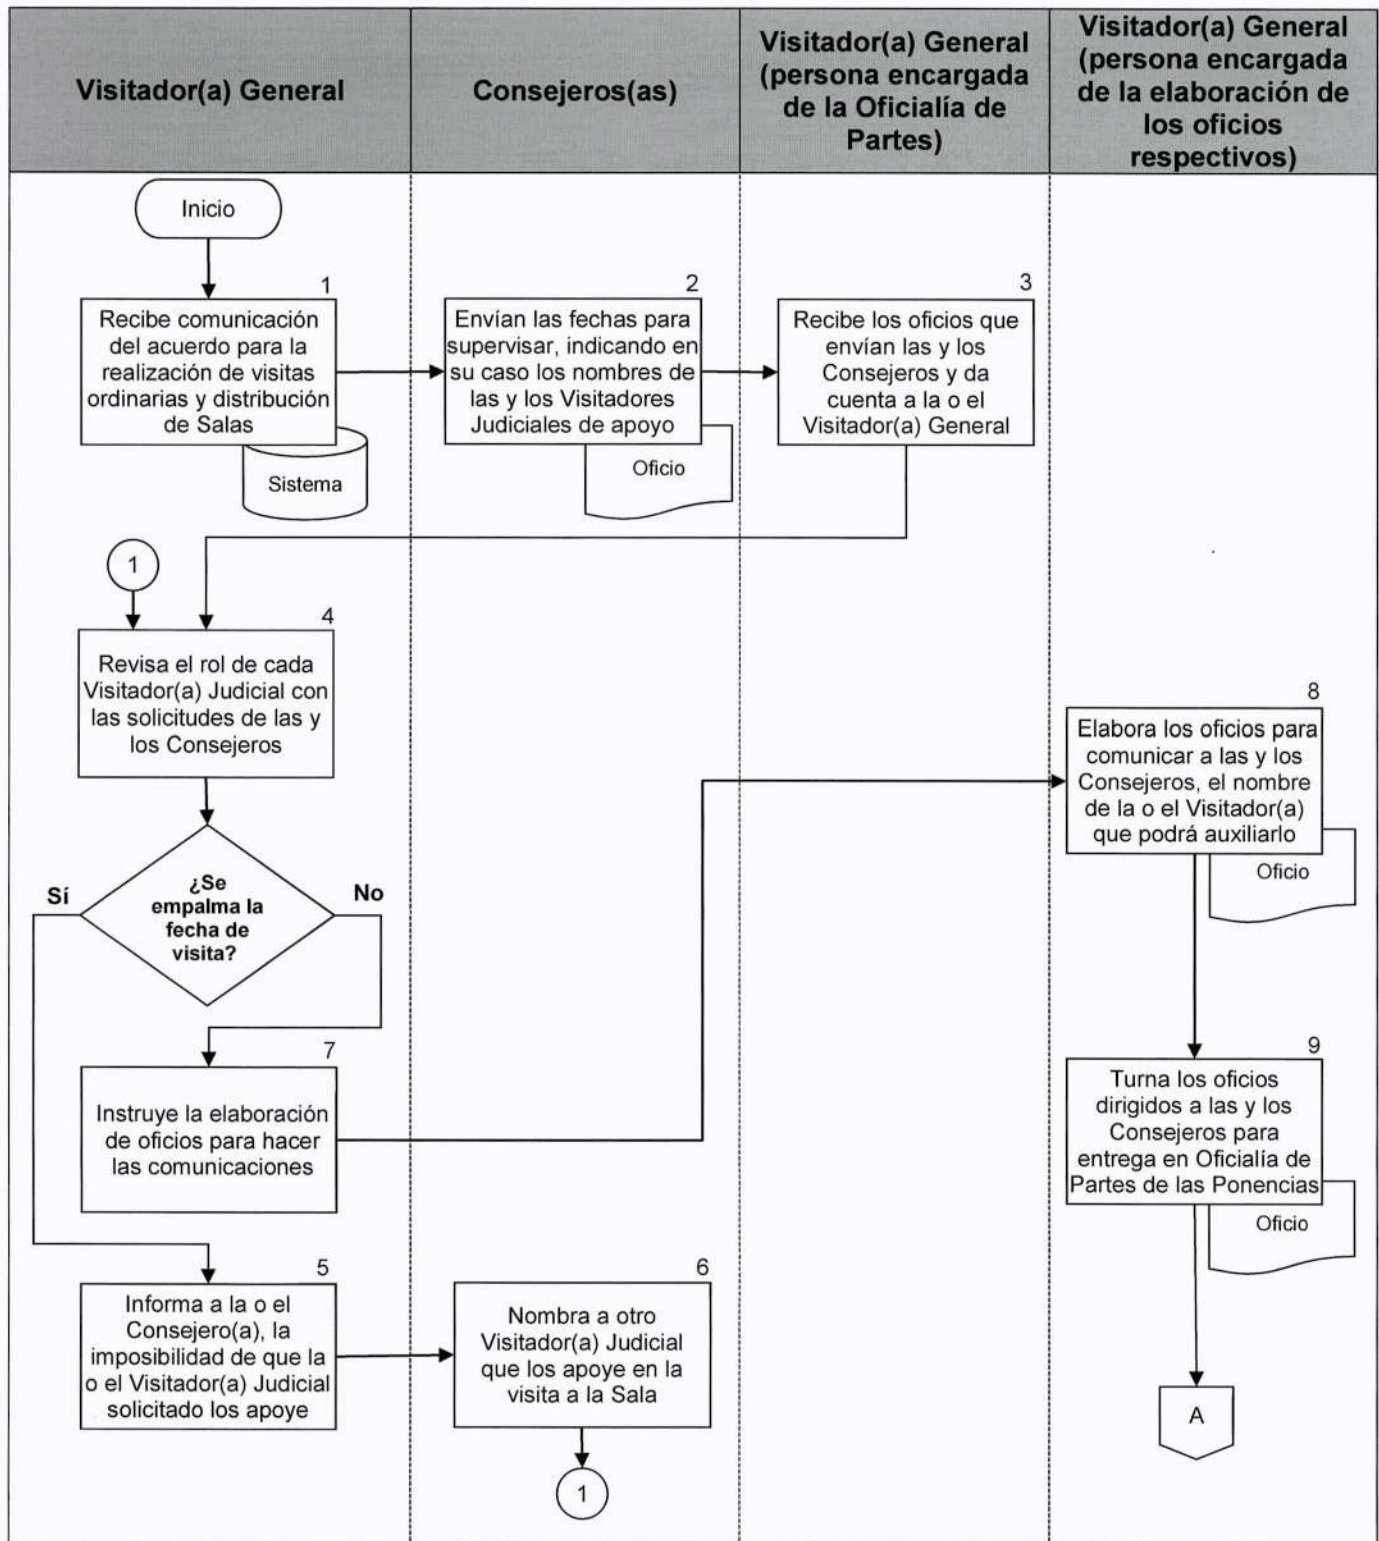 Visitador(a) General
Consejeros(as)
Visitador(a) General
(persona encargada
de la Oficialía de
Partes)
Visitador(a) General
(persona encargada
de la elaboración de
los oficios
respectivos)
Inicio
1
Recibe comunicación
del acuerdo para la
realización de visitas
ordinarias y distribución
de Salas
Sistema
2
Envían las fechas para
supervisar, indicando en
su caso los nombres de
las y los Visitadores
Judiciales de apoyo
Oficio
3
Recibe los oficios que
envían las y los
Consejeros y da
cuenta a la o el
Visitador(a) General
1
4
Revisa el rol de cada
Visitador(a) Judicial con
las solicitudes de las y
los Consejeros
¿Se
empalma la
fecha de
visita?
Sí
No
7
Instruye la elaboración
de oficios para hacer
las comunicaciones
5
Informa a la o el
Consejero(a), la
imposibilidad de que la
o el Visitador(a) Judicial
solicitado los apoye
6
Nombra a otro
Visitador(a) Judicial
que los apoye en la
visita a la Sala
1
8
Elabora los oficios para
comunicar a las y los
Consejeros, el nombre
de la o el Visitador(a)
que podrá auxiliarlo
Oficio
9
Turna los oficios
dirigidos a las y los
Consejeros para
entrega en Oficialía de
Partes de las Ponencias
Oficio
A